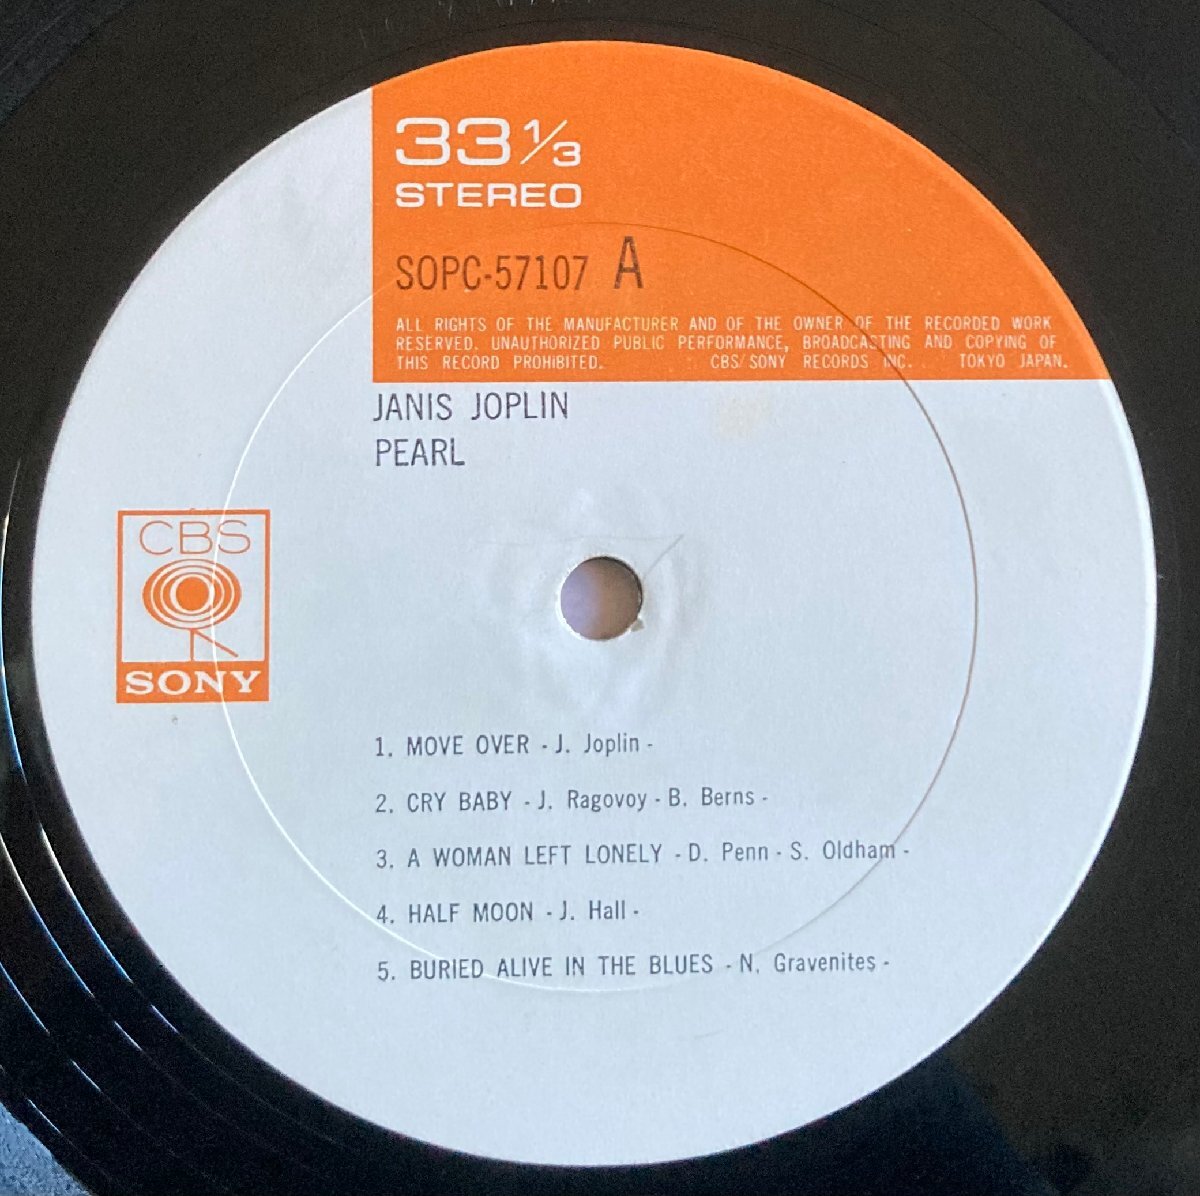 33 1/3
STEREO
SOPC-57107 A
ALL RIGHTS OF THE MANUFACTURER AND OF THE OWNER OF THE RECORDED WORK
RESERVED. UNAUTHORIZED PUBLIC PERFORMANCE, BROADCASTING AND COPYING OF
THIS RECORD PROHIBITED. CBS/SONY RECORDS INC. TOKYO JAPAN.
JANIS JOPLIN
PEARL
CBS
SONY
1. MOVE OVER - J. Joplin -
2. CRY BABY - J. Ragovoy - B. Berns -
3. A WOMAN LEFT LONELY - D. Penn - S. Oldham -
4. HALF MOON - J. Hall -
5. BURIED ALIVE IN THE BLUES - N. Gravenites -